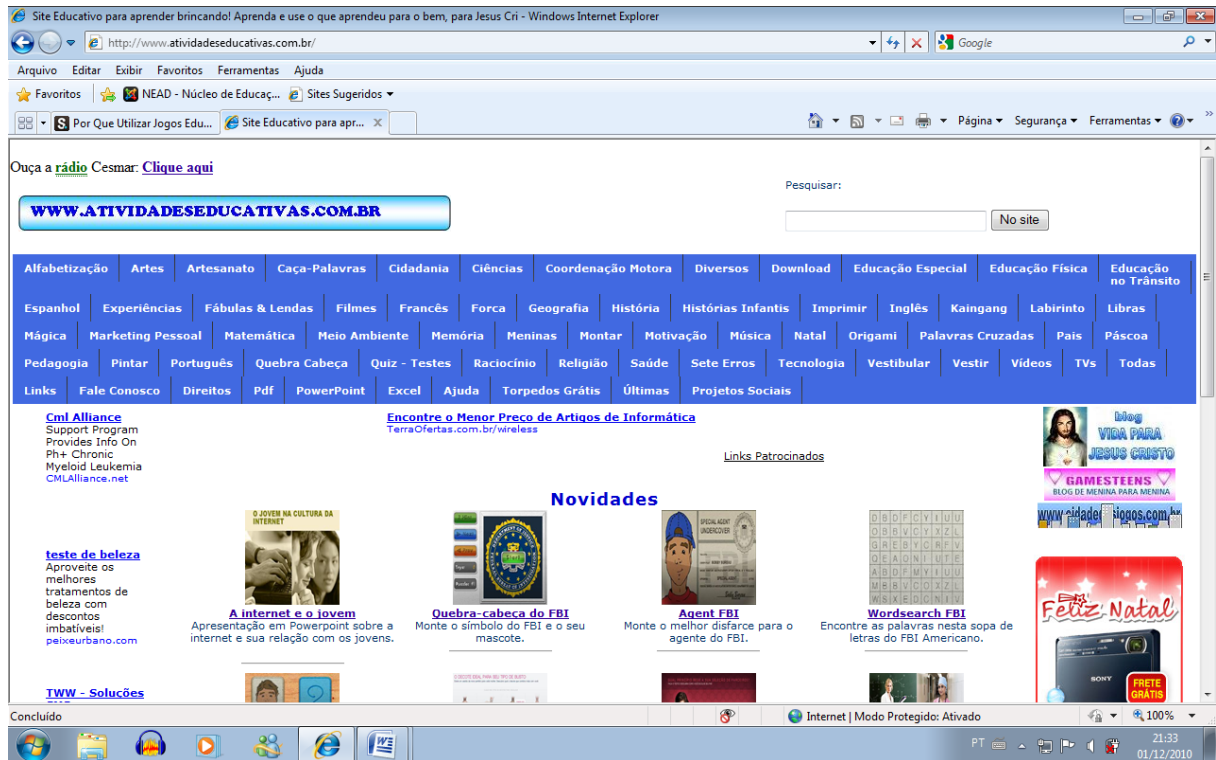 Site Educativo para aprender brincando! Aprenda e use o que aprendeu para o bem, para Jesus Cri - Windows Internet Explorer
http://www.atividadeseducativas.com.br/
Google
Arquivo Editar Exibir Favoritos Ferramentas Ajuda
Favoritos NEAD - Núcleo de Educaç... Sites Sugeridos
Por Que Utilizar Jogos Edu... Site Educativo para apr... Página Segurança Ferramentas
Ouça a rádio Cesmar: Clique aqui
Pesquisar:
WWW.ATIVIDADESEDUCATIVAS.COM.BR
No site
Alfabetização Artes Artesanato Caça-Palavras Cidadania Ciências Coordenação Motora Diversos Download Educação Especial Educação Física Educação
no Trânsito
Espanhol Experiências Fábulas & Lendas Filmes Francês Forca Geografia História Histórias Infantis Imprimir Inglês Kaingang Labirinto Libras
Mágica Marketing Pessoal Matemática Meio Ambiente Memória Meninas Montar Motivação Música Natal Origami Palavras Cruzadas Pais Páscoa
Pedagogia Pintar Português Quebra Cabeça Quiz - Testes Raciocínio Religião Saúde Sete Erros Tecnologia Vestibular Vestir Vídeos TVs Todas
Links Fale Conosco Direitos Pdf PowerPoint Excel Ajuda Torpedos Grátis Últimas Projetos Sociais
Cml Alliance
Support Program
Provides Info On
Ph+ Chronic
Myeloid Leukemia
CMLAlliance.net
Encontre o Menor Preço de Artigos de Informática
TerraOfertas.com.br/wireless
Links Patrocinados
blog
VIDA PARA
JESUS CRISTO
GAMESTEENS
BLOG DE MENINA PARA MENINA
Novidades
O JOVEM NA CULTURA DA
INTERNET
SPECIAL AGENT
UNDERCOVER
teste de beleza
Aproveite os
melhores
tratamentos de
beleza com
descontos
imbatíveis!
peixeurbano.com
A internet e o jovem
Apresentação em Powerpoint sobre a
internet e sua relação com os jovens.
Quebra-cabeça do FBI
Monte o símbolo do FBI e o seu
mascote.
Agent FBI
Monte o melhor disfarce para o
agente do FBI.
Wordsearch FBI
Encontre as palavras nesta sopa de
letras do FBI Americano.
Feliz Natal
SONY
FRETE
GRÁTIS
TWW - Soluções
Concluído
Internet | Modo Protegido: Ativado
100%
PT
21:33
01/12/2010